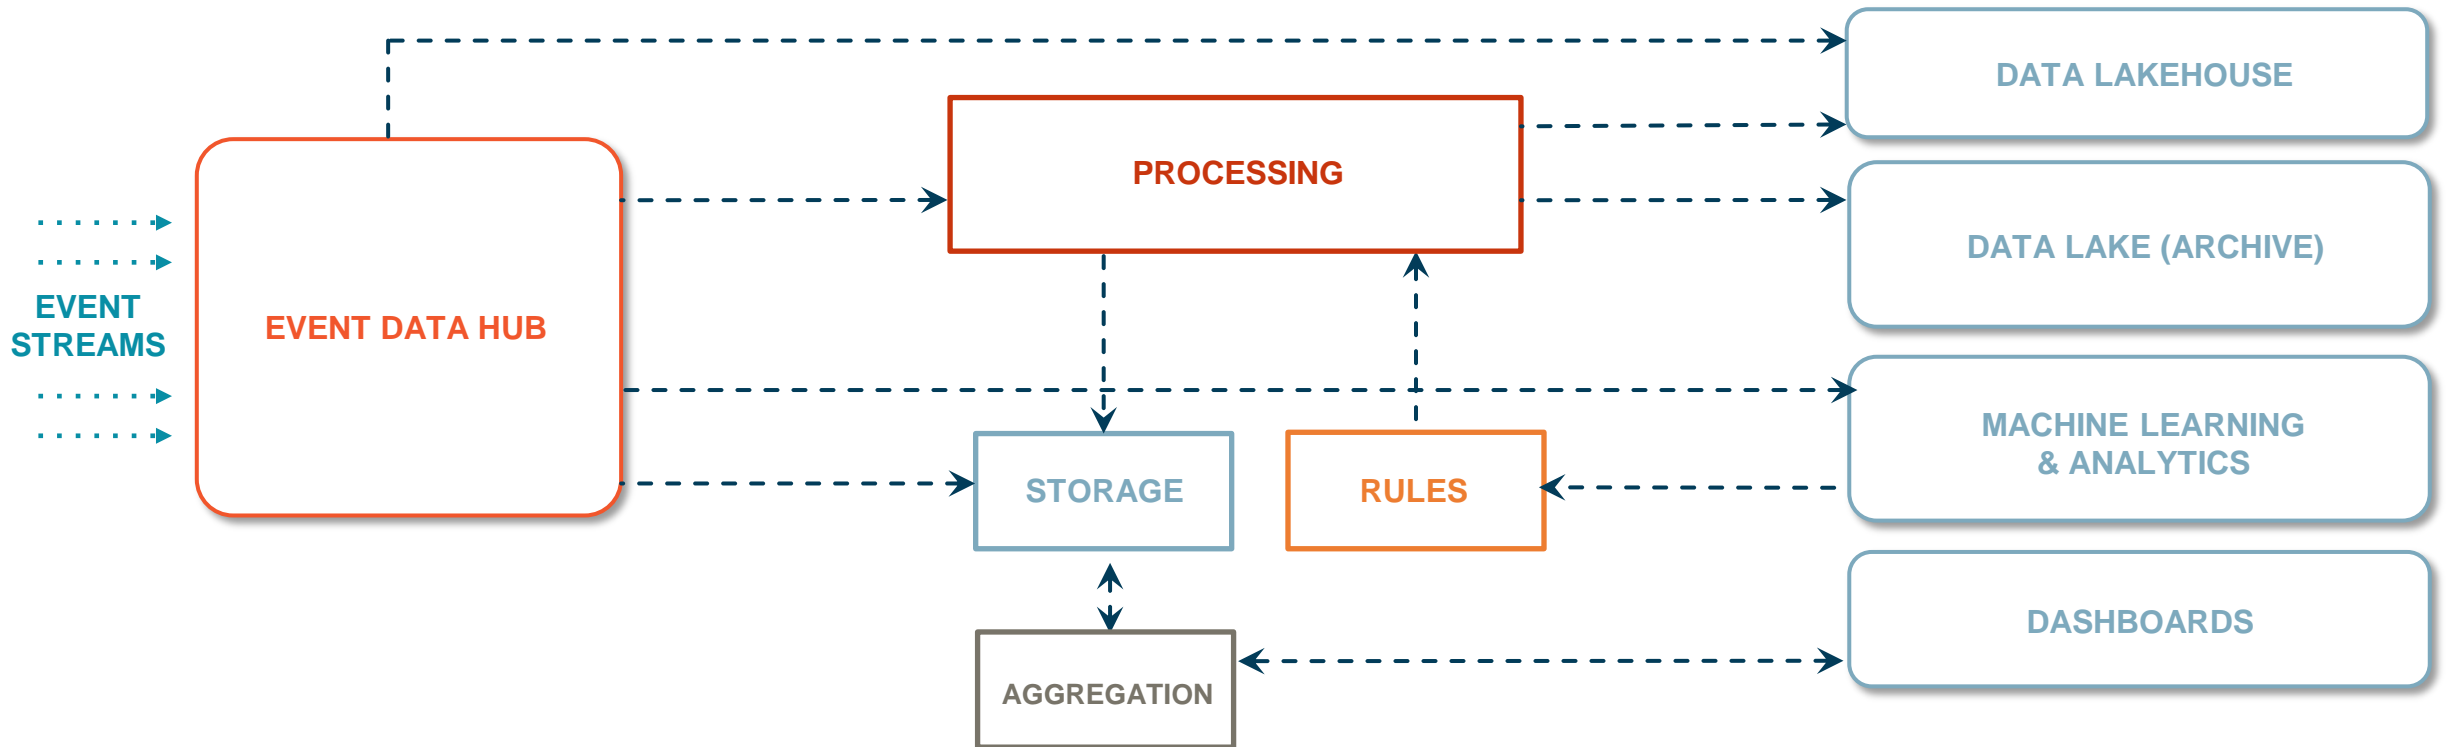 DATA LAKEHOUSE
PROCESSING
DATA LAKE (ARCHIVE)
EVENT
STREAMS
EVENT DATA HUB
MACHINE LEARNING
& ANALYTICS
STORAGE
RULES
DASHBOARDS
AGGREGATION